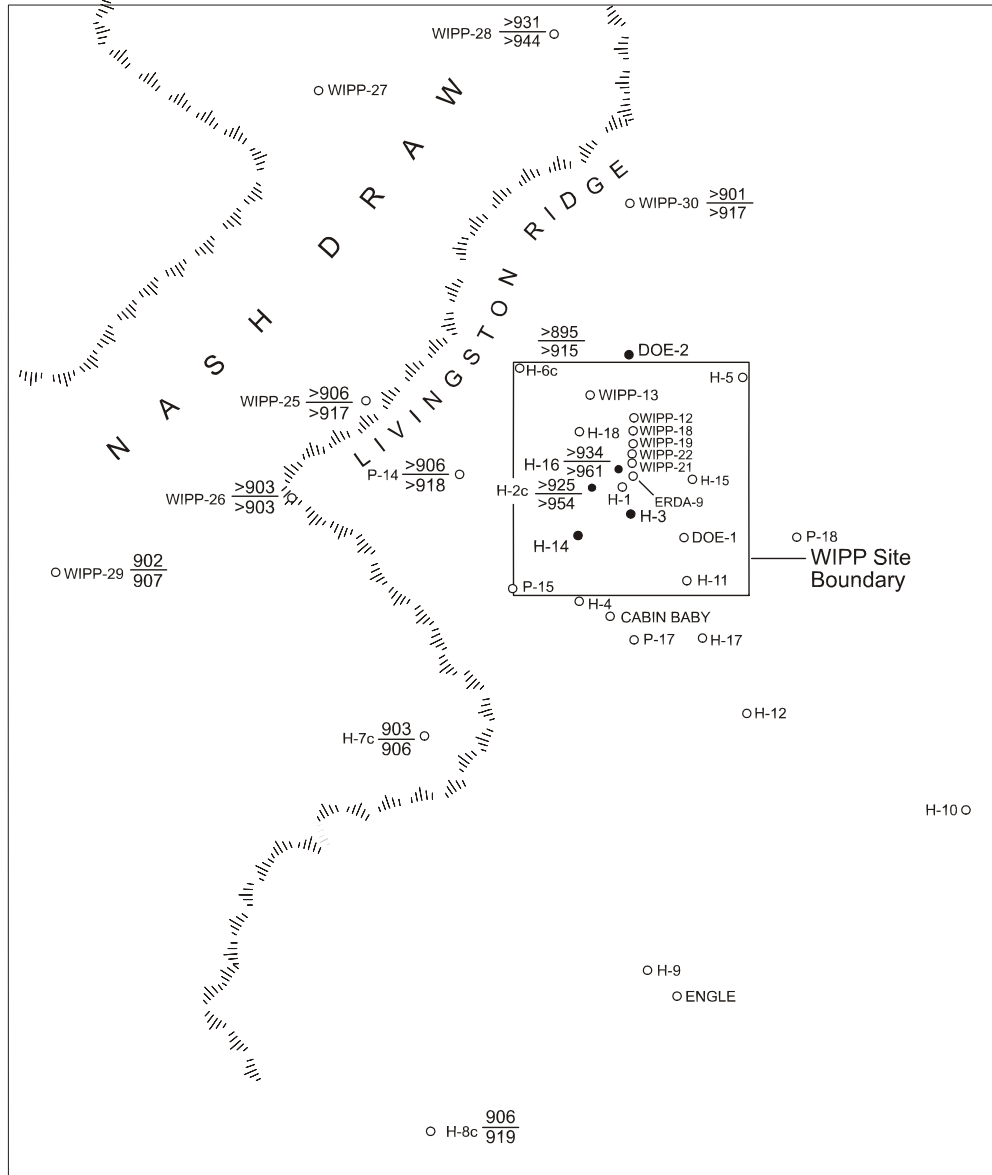 WIPP-28 >931
>944
WIPP-27
NASH DRAW
LIVINGSTON RIDGE
WIPP-30 >901
>917
>895
>915
DOE-2
H-6c
H-5
WIPP-13
WIPP-25 >906
>917
WIPP-12
WIPP-18
H-18
WIPP-19
WIPP-22
WIPP-21
H-16 >934
>961
P-14 >906
>918
H-15
H-2c >925
>954
H-1
ERDA-9
WIPP-26 >903
>903
H-3
DOE-1
P-18
H-14
WIPP Site
Boundary
WIPP-29 902
907
H-11
P-15
H-4
CABIN BABY
P-17
H-17
H-12
H-7c 903
906
H-10
H-9
ENGLE
H-8c 906
919